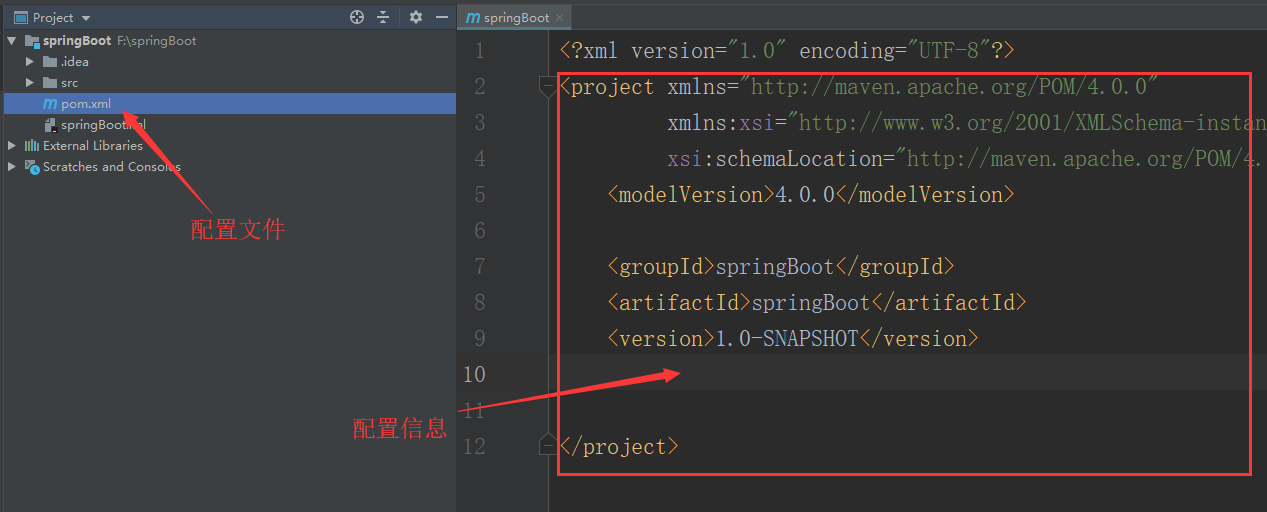 Project
springBoot F:\springBoot
.idea
src
pom.xml
External Libraries
Scratches and Consoles
配置文件
配置信息
springBoot
1 <?xml version="1.0" encoding="UTF-8"?>
2 <project xmlns="http://maven.apache.org/POM/4.0.0"
3 xmlns:xsi="http://www.w3.org/2001/XMLSchema-instan
4 xsi:schemaLocation="http://maven.apache.org/POM/4.
5 <modelVersion>4.0.0</modelVersion>
6
7 <groupId>springBoot</groupId>
8 <artifactId>springBoot</artifactId>
9 <version>1.0-SNAPSHOT</version>
10
11
12 </project>